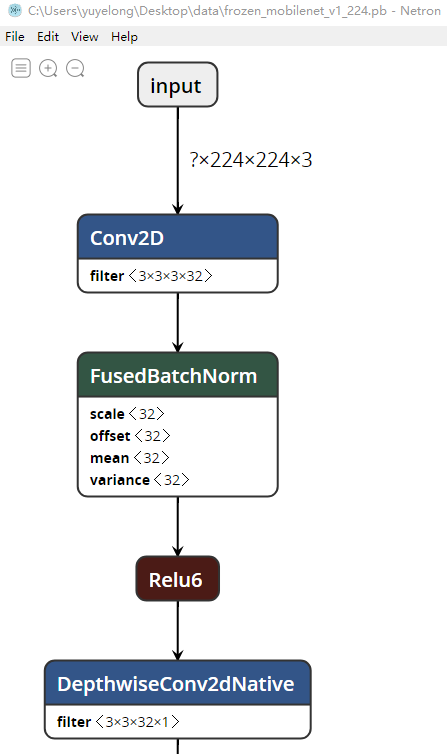 C:\Users\yuyelong\Desktop\data\frozen_mobilenet_v1_224.pb - Netron
File Edit View Help
input
?×224×224×3
Conv2D
filter 〈3×3×3×32〉
FusedBatchNorm
scale 〈32〉
offset 〈32〉
mean 〈32〉
variance 〈32〉
Relu6
DepthwiseConv2dNative
filter 〈3×3×32×1〉